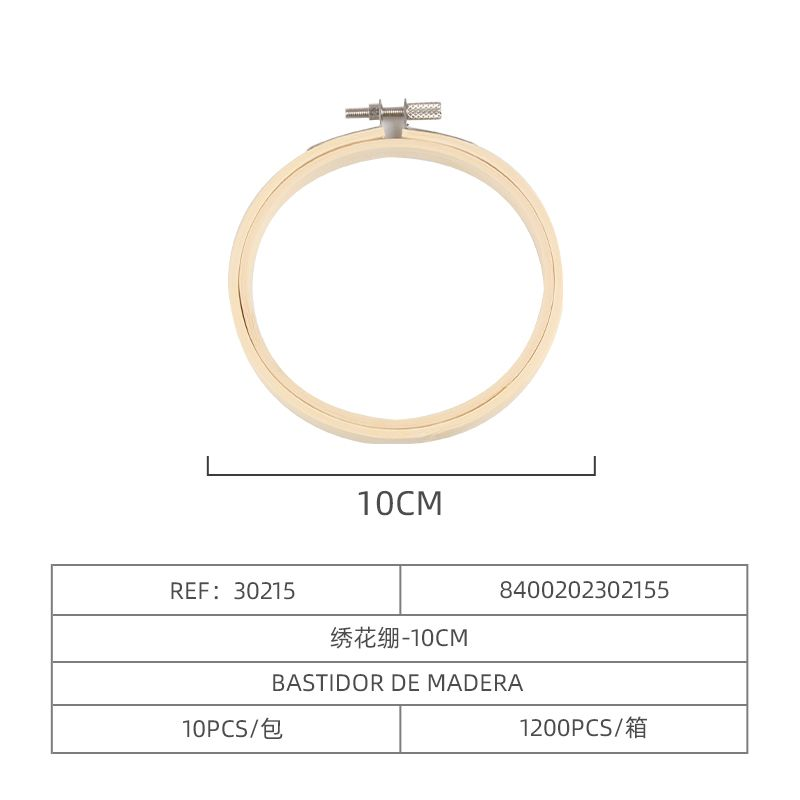 10CM
REF：30215
8400202302155
绣花绷-10CM
BASTIDOR DE MADERA
10PCS/包
1200PCS/箱